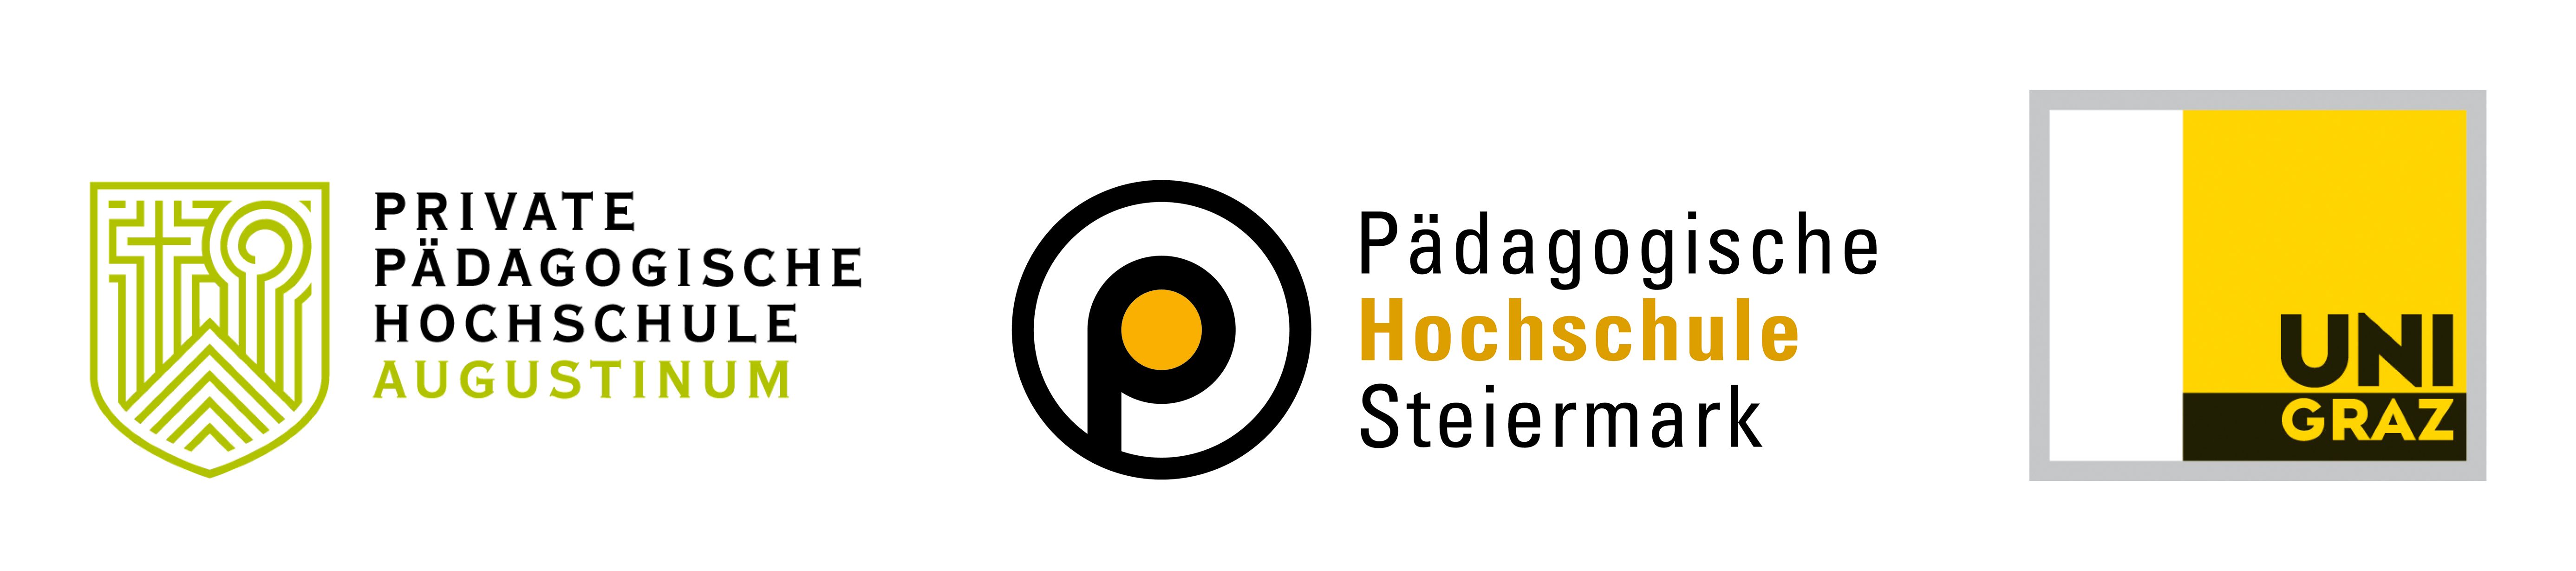 PRIVATE
PÄDAGOGISCHE
HOCHSCHULE
AUGUSTINUM
Pädagogische
Hochschule
Steiermark
UNI
GRAZ